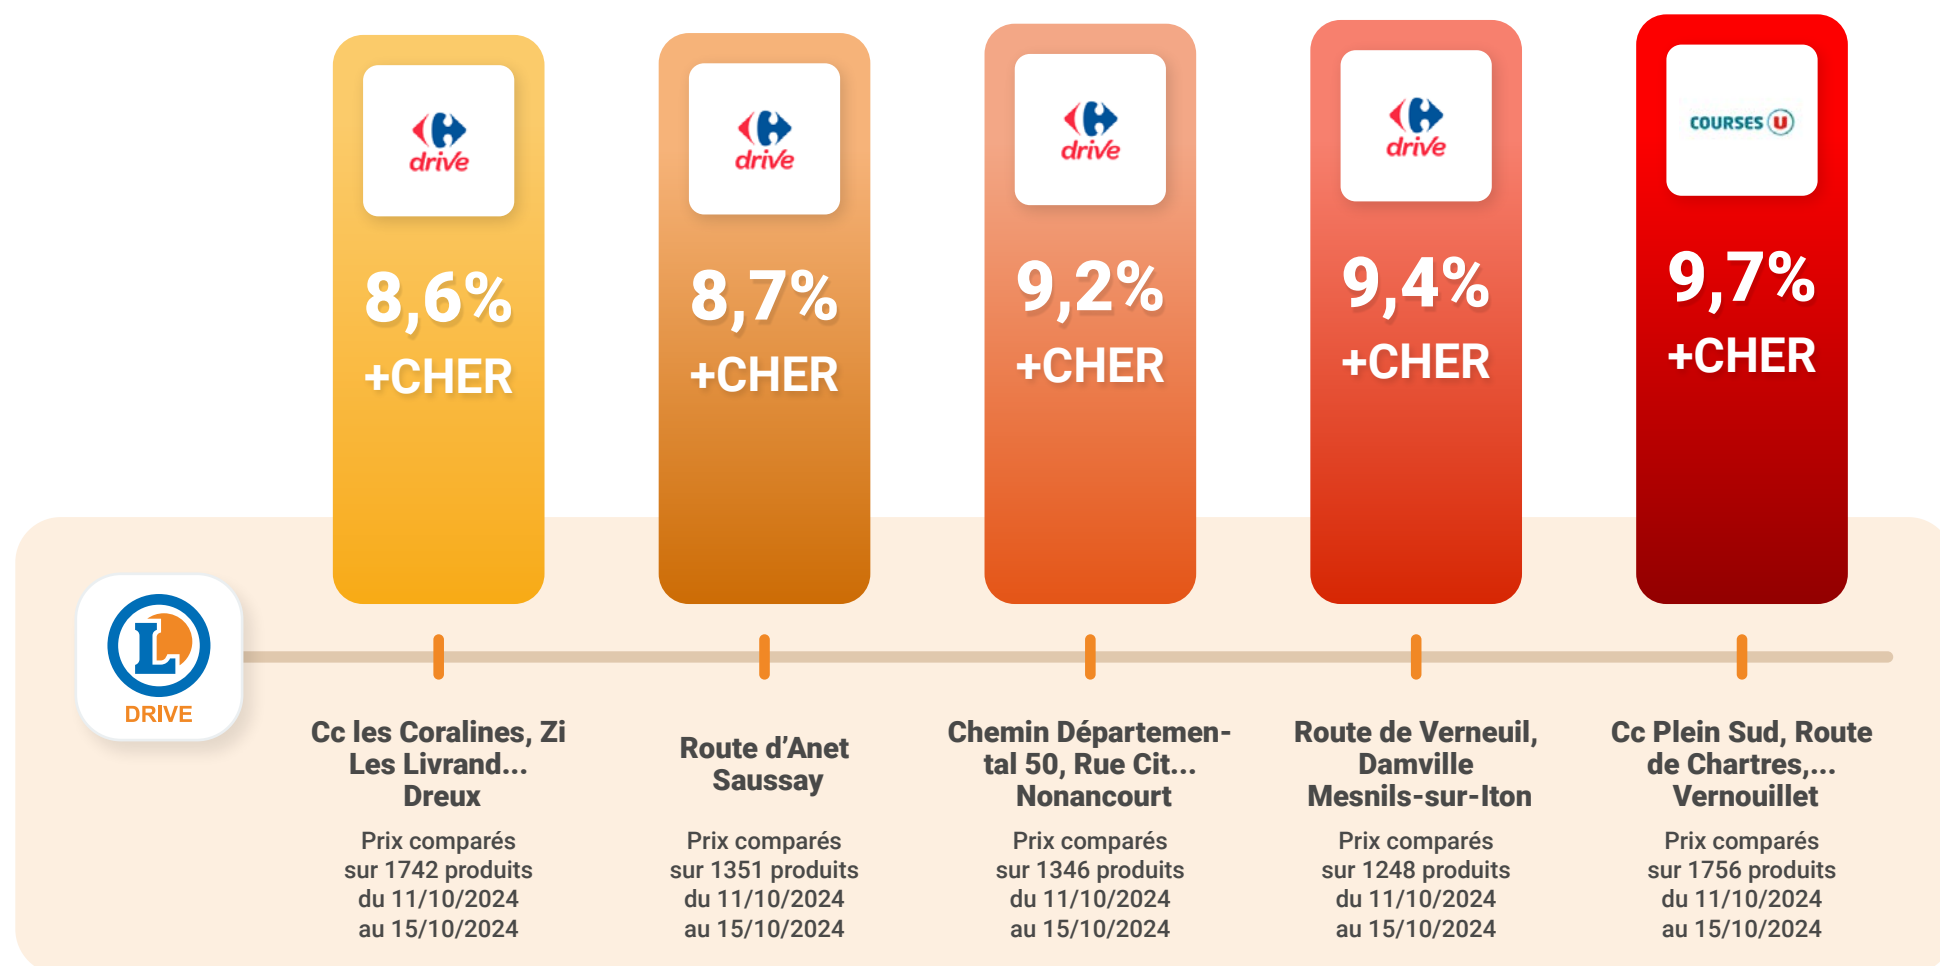 drive
8,6%
+CHER
drive
8,7%
+CHER
drive
9,2%
+CHER
drive
9,4%
+CHER
COURSES U
9,7%
+CHER
L
DRIVE
Cc les Coralines, Zi
Les Livrand...
Dreux
Prix comparés
sur 1742 produits
du 11/10/2024
au 15/10/2024
Route d’Anet
Saussay
Prix comparés
sur 1351 produits
du 11/10/2024
au 15/10/2024
Chemin Départemen-
tal 50, Rue Cit...
Nonancourt
Prix comparés
sur 1346 produits
du 11/10/2024
au 15/10/2024
Route de Verneuil,
Damville
Mesnils-sur-Iton
Prix comparés
sur 1248 produits
du 11/10/2024
au 15/10/2024
Cc Plein Sud, Route
de Chartres,...
Vernouillet
Prix comparés
sur 1756 produits
du 11/10/2024
au 15/10/2024